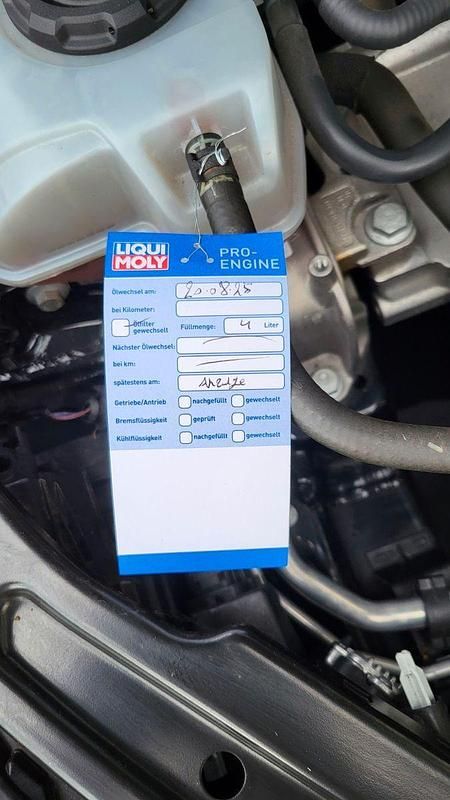 LIQUI MOLY PRO-ENGINE
Ölwechsel am: 20.08.25
bei Kilometer:
Ölfilter gewechselt Füllmenge: 4 Liter
Nächster Ölwechsel:
bei km:
spätestens am: Anzeige
Getriebe/Antrieb nachgefüllt gewechselt
Bremsflüssigkeit geprüft gewechselt
Kühlflüssigkeit nachgefüllt gewechselt